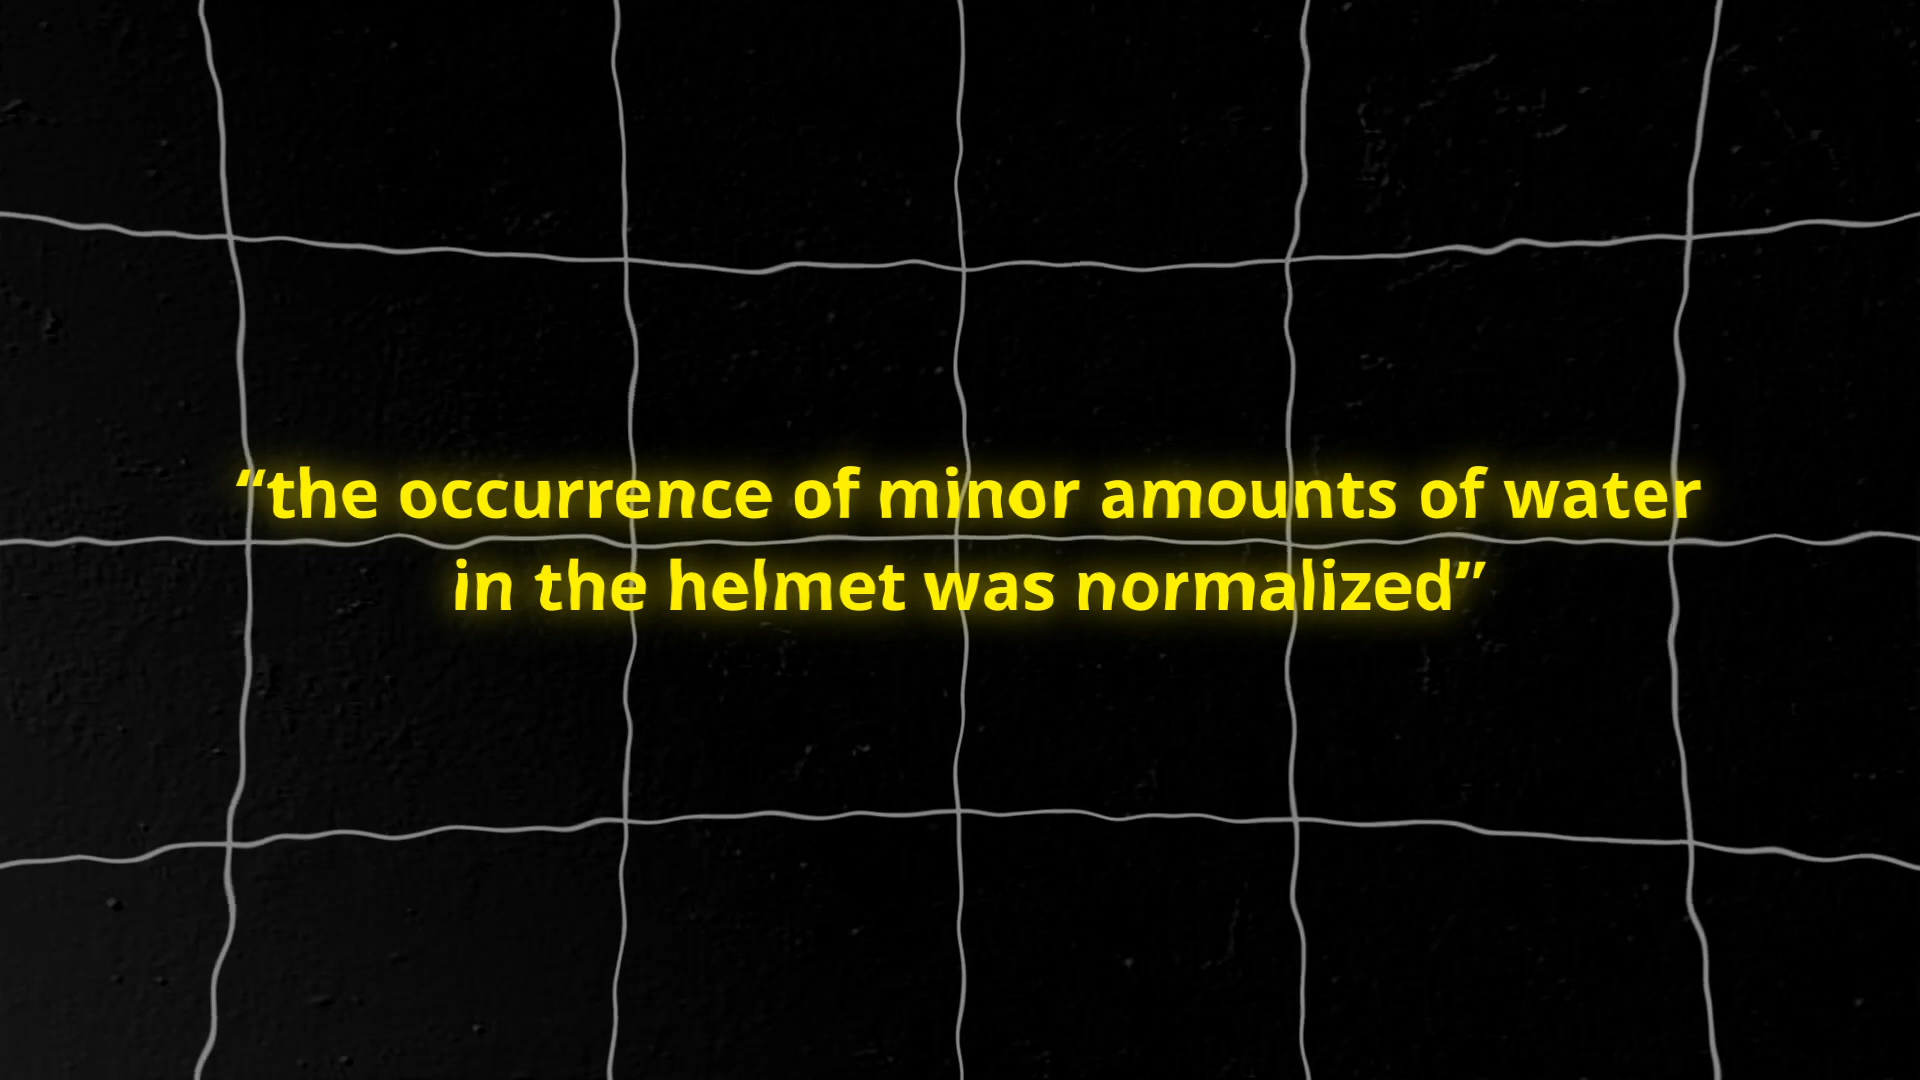 “the occurrence of minor amounts of water
in the helmet was normalized”